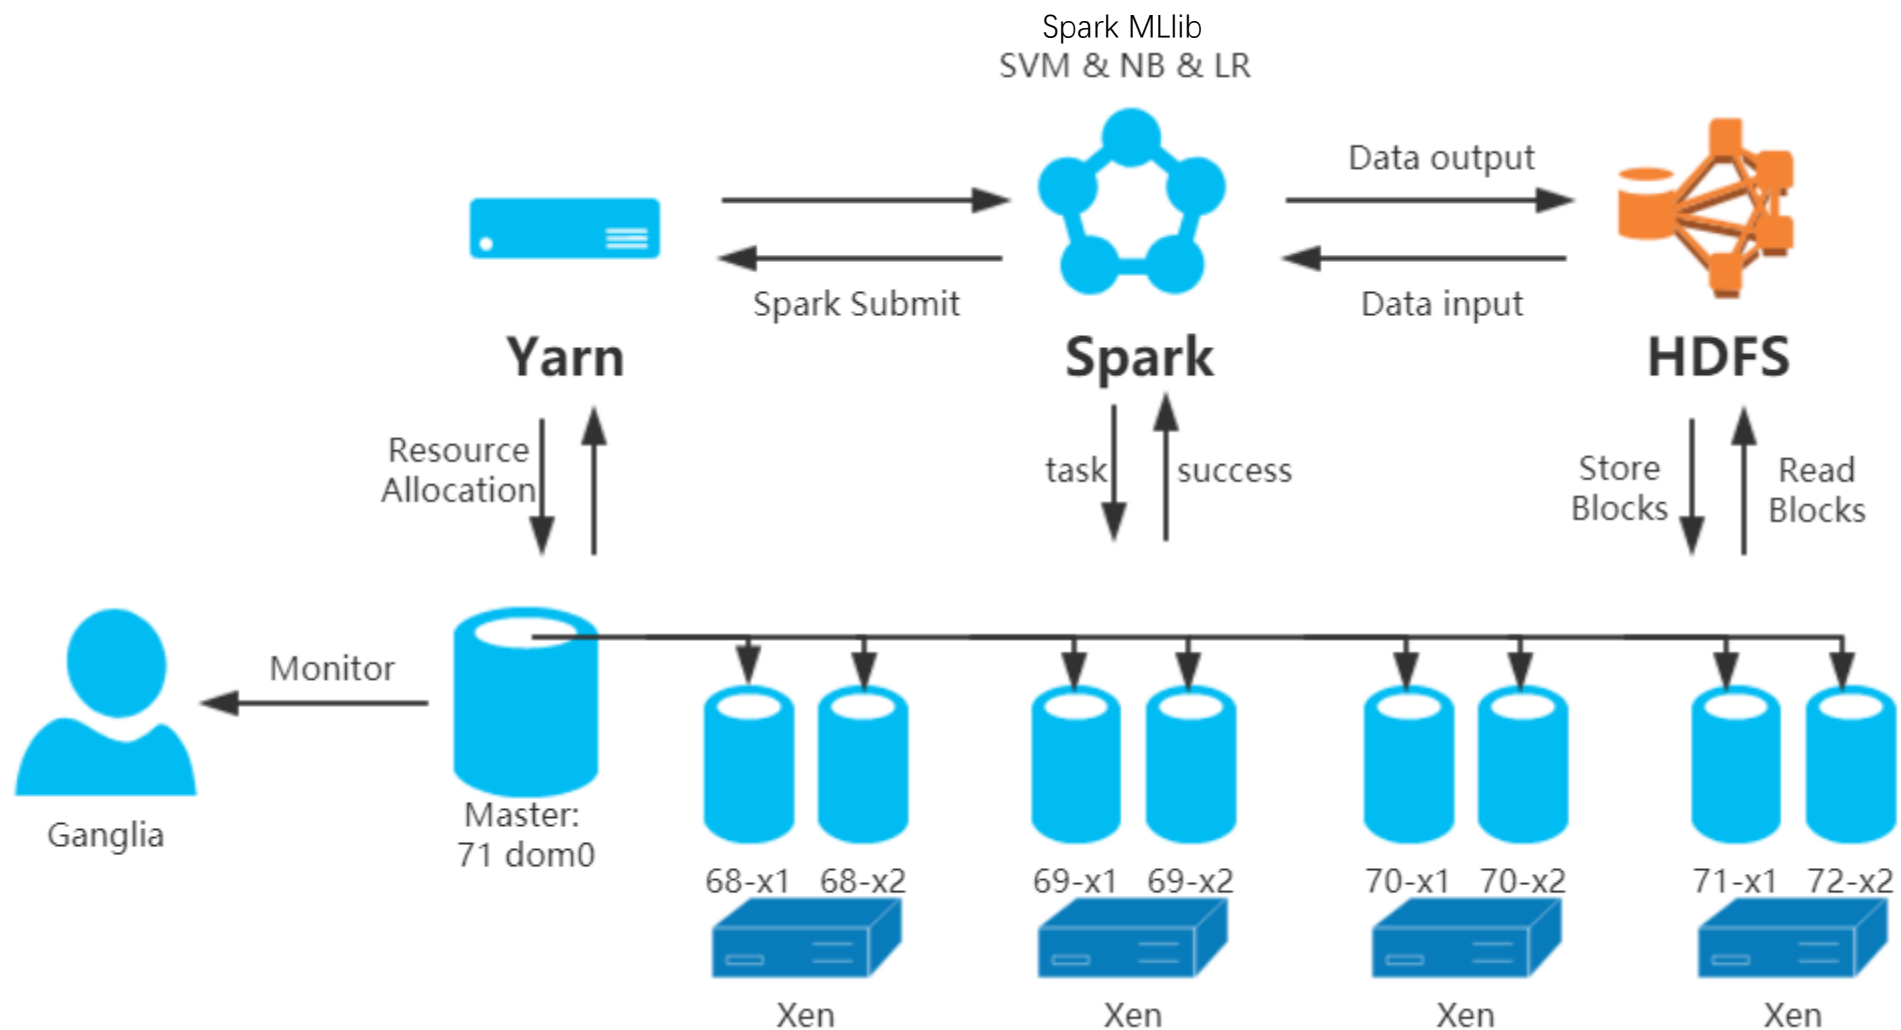 Spark MLlib
SVM & NB & LR
Data output
Spark Submit
Data input
Yarn
Spark
HDFS
Resource
Allocation
task
success
Store
Blocks
Read
Blocks
Monitor
Ganglia
Master:
71 dom0
68-x1
68-x2
69-x1
69-x2
70-x1
70-x2
71-x1
72-x2
Xen
Xen
Xen
Xen